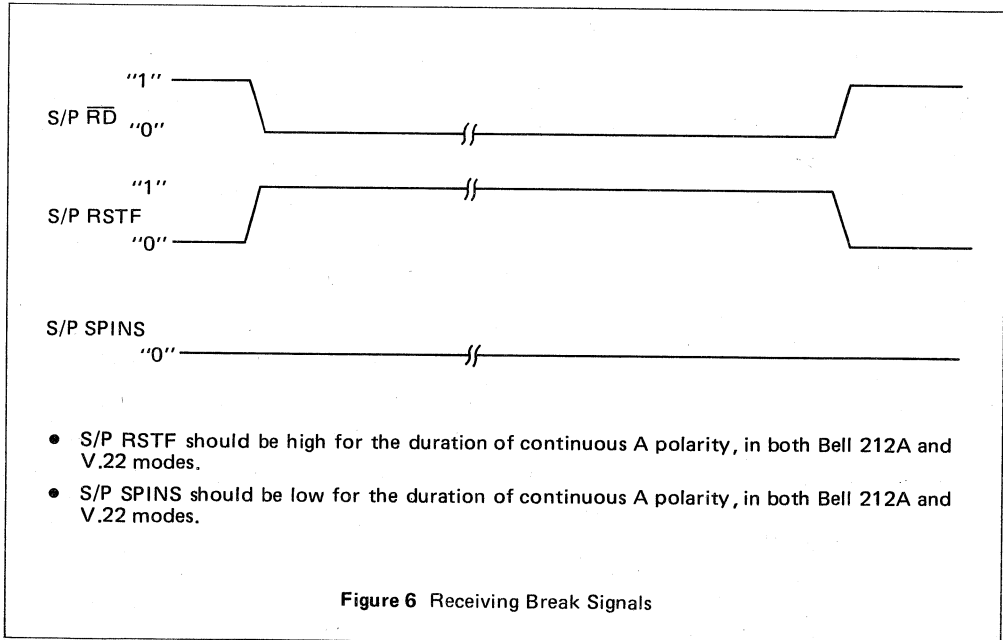 "1"
S/P RD "0"
"1"
S/P RSTF
"0"
S/P SPINS
"0"
• S/P RSTF should be high for the duration of continuous A polarity, in both Bell 212A and
V.22 modes.
• S/P SPINS should be low for the duration of continuous A polarity, in both Bell 212A and
V.22 modes.
Figure 6 Receiving Break Signals